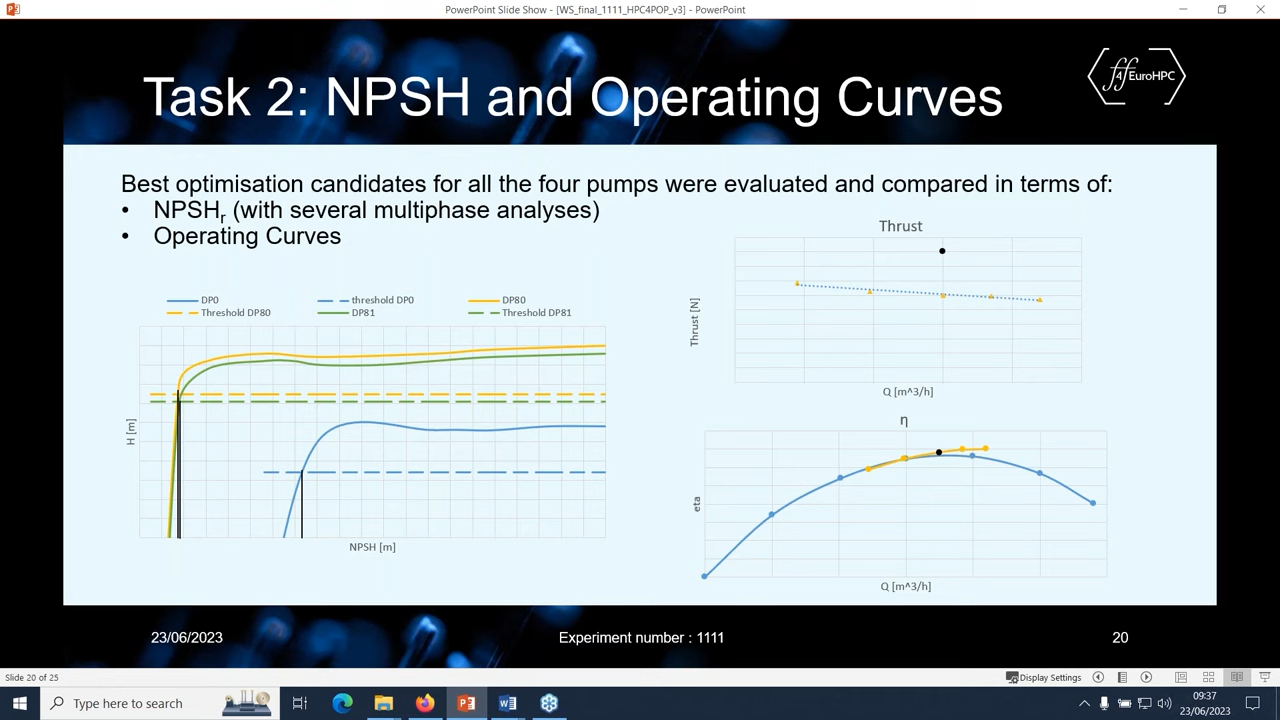 PowerPoint Slide Show - [WS_final_1111_HPC4POP_v3] - PowerPoint
Task 2: NPSH and Operating Curves
ff4EuroHPC
Best optimisation candidates for all the four pumps were evaluated and compared in terms of:
• NPSHr (with several multiphase analyses)
• Operating Curves
DP0 threshold DP0 DP80
Threshold DP80 DP81 Threshold DP81
H [m]
NPSH [m]
Thrust
Thrust [N]
Q [m^3/h]
η
eta
Q [m^3/h]
23/06/2023 Experiment number : 1111 20
Slide 20 of 25 Display Settings
Type here to search
09:37
23/06/2023